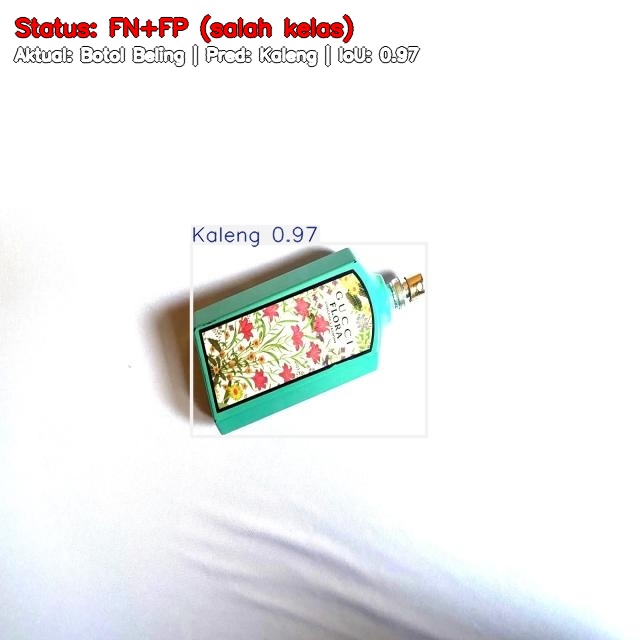 Status: FN+FP (salah kelas)
Aktual: Botol Beling | Pred: Kaleng | IoU: 0.97
Kaleng 0.97
GUCCI
FLORA